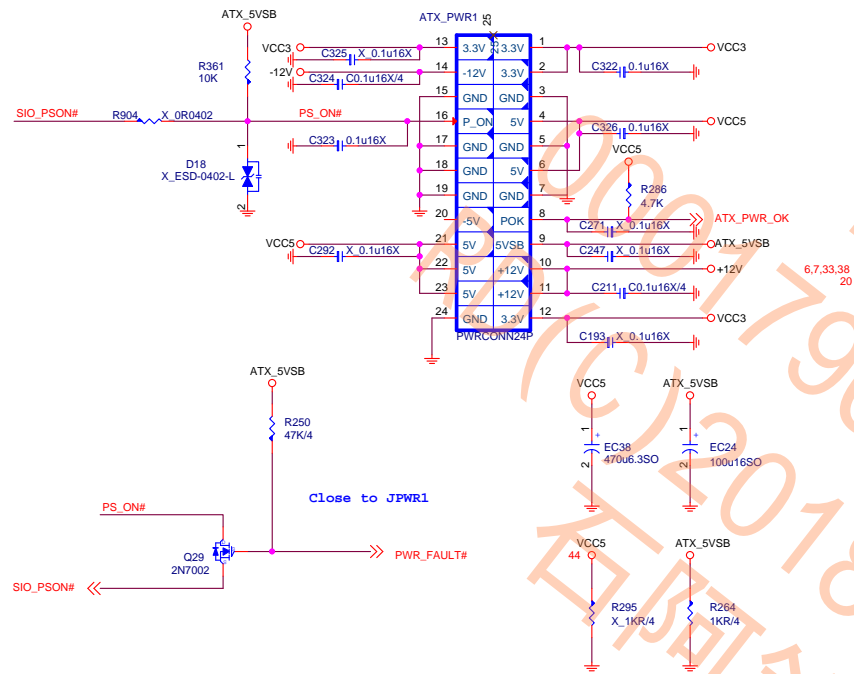 ATX_5VSB
ATX_PWR1
25
25
R361
10K
VCC3
C325
X_0.1u16X
-12V
C324
C0.1u16X/4
SIO_PSON#
R904
X_0R0402
PS_ON#
C323
0.1u16X
D18
X_ESD-0402-L
1
2
VCC5
C292
X_0.1u16X
13 3.3V 3.3V 1
14 -12V 3.3V 2
15 GND GND 3
16 P_ON 5V 4
17 GND GND 5
18 GND 5V 6
19 GND GND 7
20 -5V POK 8
21 5V 5VSB 9
22 5V +12V 10
23 5V +12V 11
24 GND 3.3V 12
PWRCONN24P
VCC3
C322
0.1u16X
VCC5
C326
0.1u16X
VCC5
R286
4.7K
ATX_PWR_OK
C271
X_0.1u16X
ATX_5VSB
C247
X_0.1u16X
+12V
C211
C0.1u16X/4
VCC3
C193
X_0.1u16X
6,7,33,38
20
ATX_5VSB
R250
47K/4
Close to JPWR1
PS_ON#
Q29
2N7002
PWR_FAULT#
SIO_PSON#
VCC5
1
EC38
470u6.3SO
2
ATX_5VSB
1
EC24
100u16SO
2
VCC5
44
R295
X_1KR/4
ATX_5VSB
R264
1KR/4